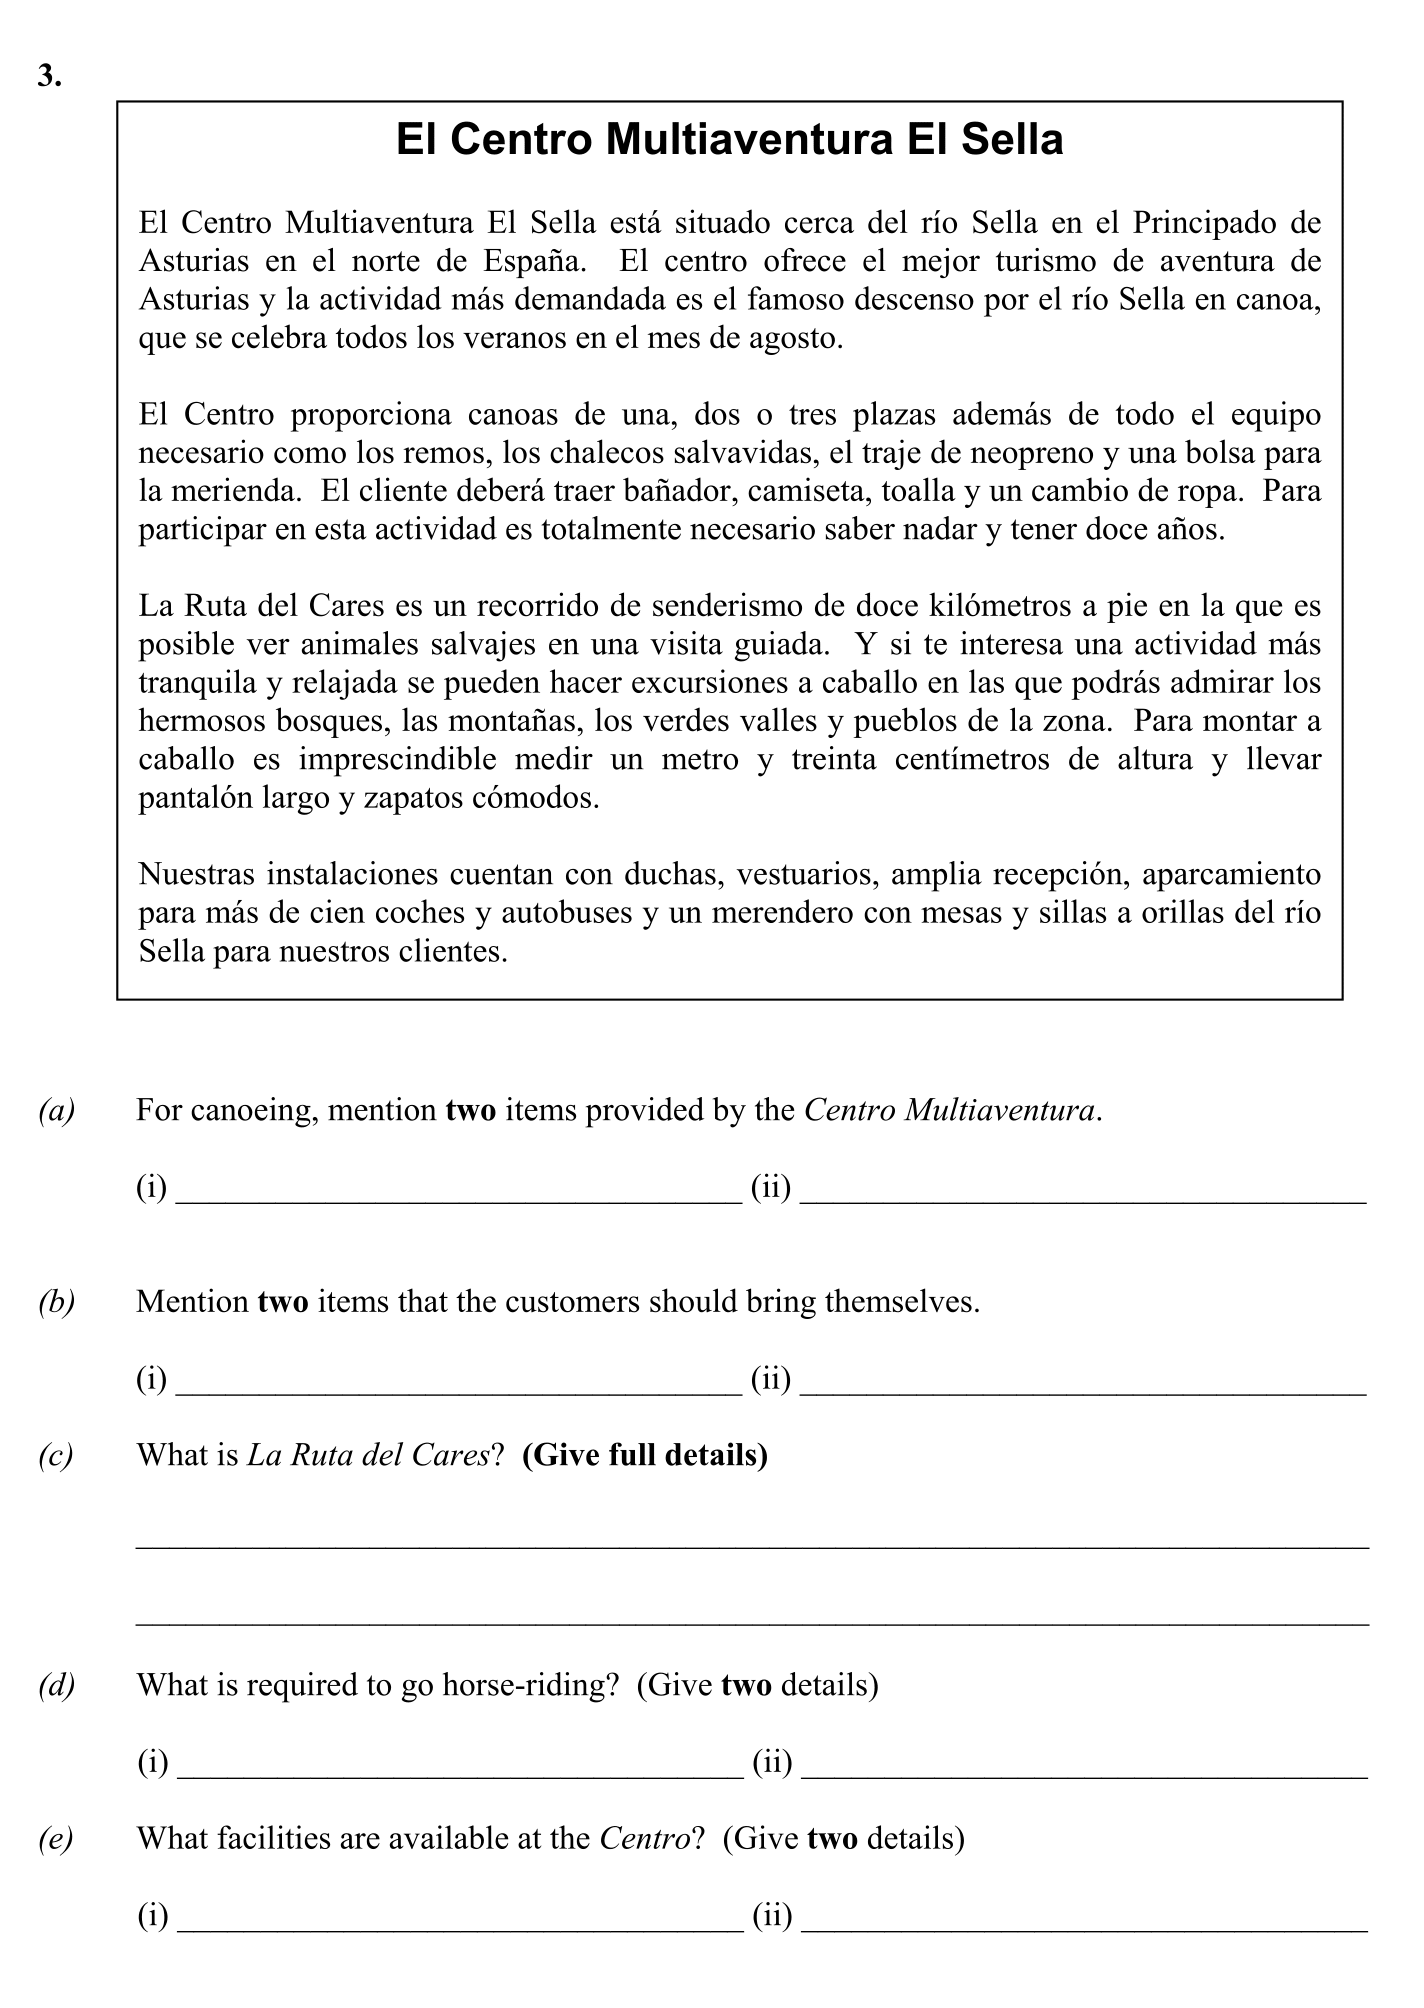 3.
El Centro Multiaventura El Sella
El Centro Multiaventura El Sella está situado cerca del río Sella en el Principado de
Asturias en el norte de España. El centro ofrece el mejor turismo de aventura de
Asturias y la actividad más demandada es el famoso descenso por el río Sella en canoa,
que se celebra todos los veranos en el mes de agosto.
El Centro proporciona canoas de una, dos o tres plazas además de todo el equipo
necesario como los remos, los chalecos salvavidas, el traje de neopreno y una bolsa para
la merienda. El cliente deberá traer bañador, camiseta, toalla y un cambio de ropa. Para
participar en esta actividad es totalmente necesario saber nadar y tener doce años.
La Ruta del Cares es un recorrido de senderismo de doce kilómetros a pie en la que es
posible ver animales salvajes en una visita guiada. Y si te interesa una actividad más
tranquila y relajada se pueden hacer excursiones a caballo en las que podrás admirar los
hermosos bosques, las montañas, los verdes valles y pueblos de la zona. Para montar a
caballo es imprescindible medir un metro y treinta centímetros de altura y llevar
pantalón largo y zapatos cómodos.
Nuestras instalaciones cuentan con duchas, vestuarios, amplia recepción, aparcamiento
para más de cien coches y autobuses y un merendero con mesas y sillas a orillas del río
Sella para nuestros clientes.
(a) For canoeing, mention two items provided by the Centro Multiaventura.
(i) __________________________________ (ii) __________________________________
(b) Mention two items that the customers should bring themselves.
(i) __________________________________ (ii) __________________________________
(c) What is La Ruta del Cares? (Give full details)
(d) What is required to go horse-riding? (Give two details)
(i) __________________________________ (ii) __________________________________
(e) What facilities are available at the Centro? (Give two details)
(i) __________________________________ (ii) __________________________________